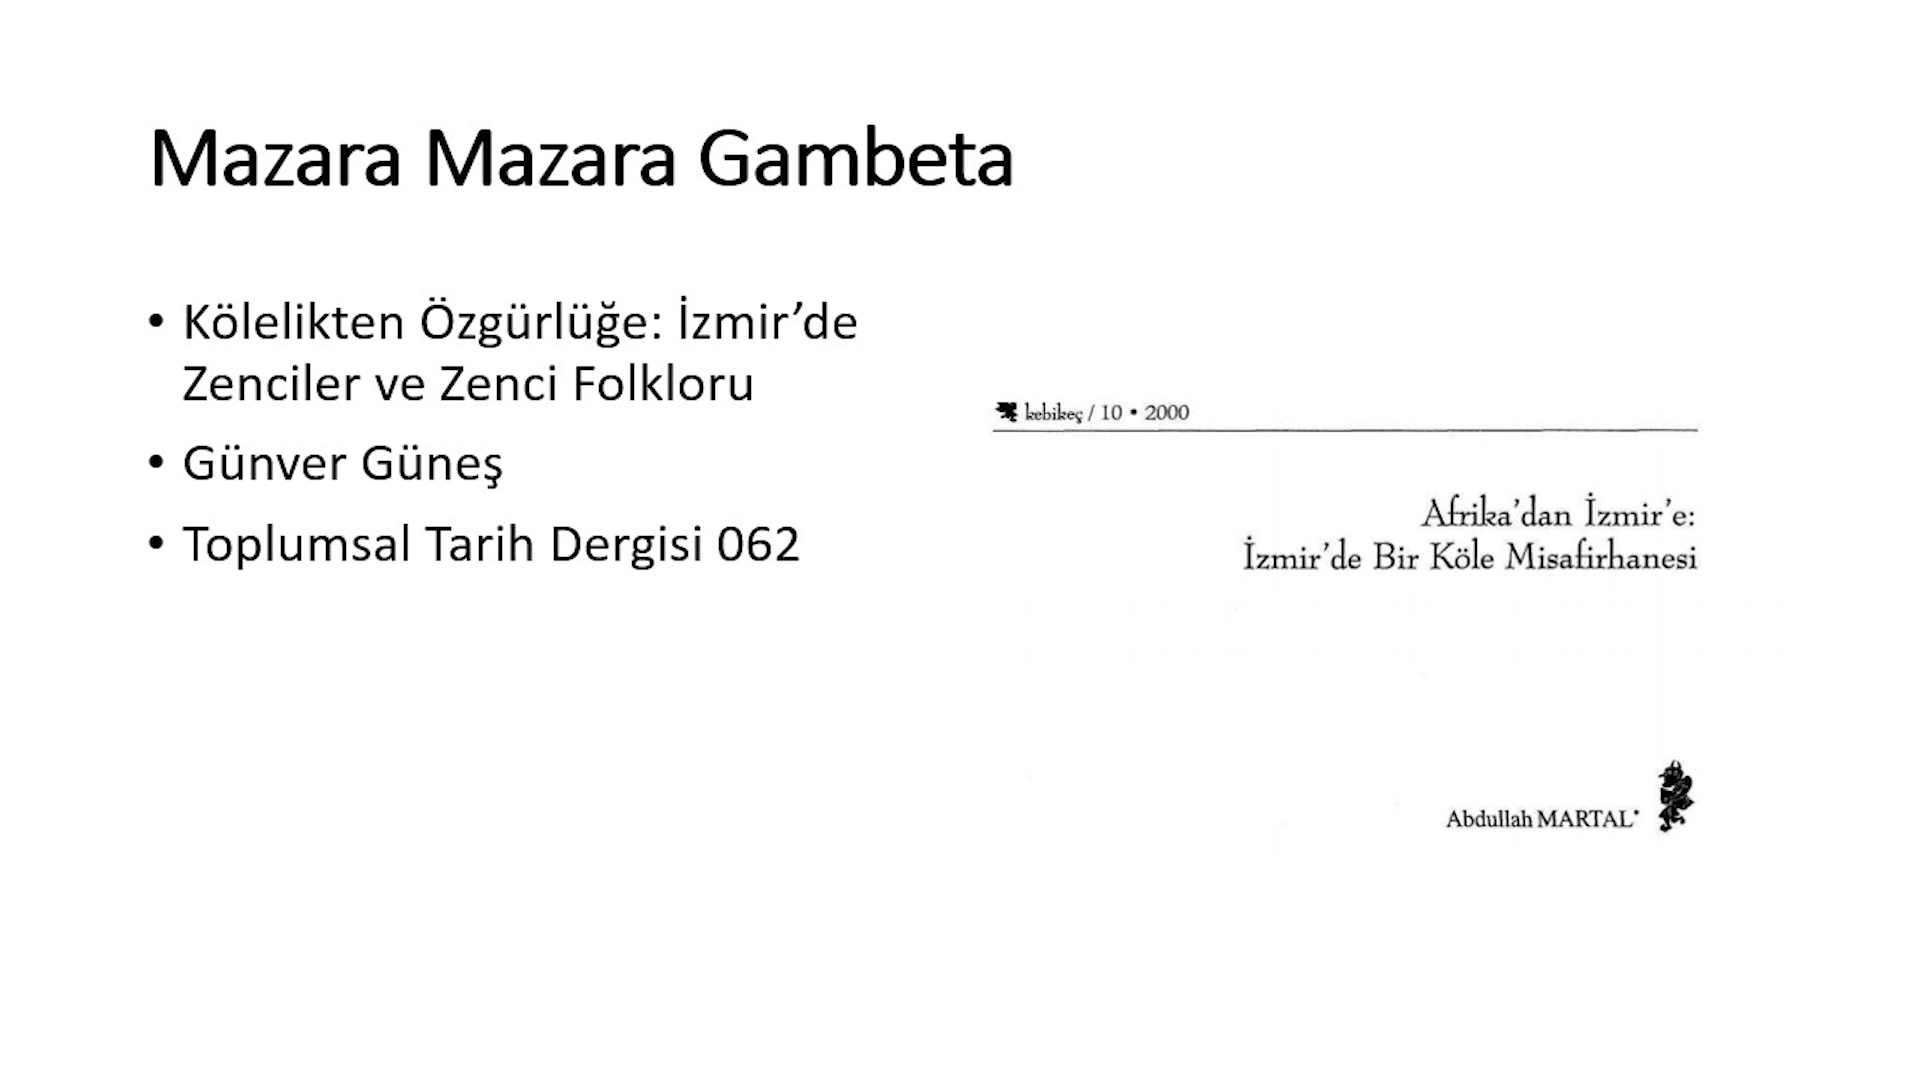 Mazara Mazara Gambeta
• Kölelikten Özgürlüğe: İzmir’de
Zenciler ve Zenci Folkloru
• Günver Güneş
• Toplumsal Tarih Dergisi 062
kebikeç / 10 • 2000
Afrika’dan İzmir’e:
İzmir’de Bir Köle Misafirhanesi
Abdullah MARTAL*